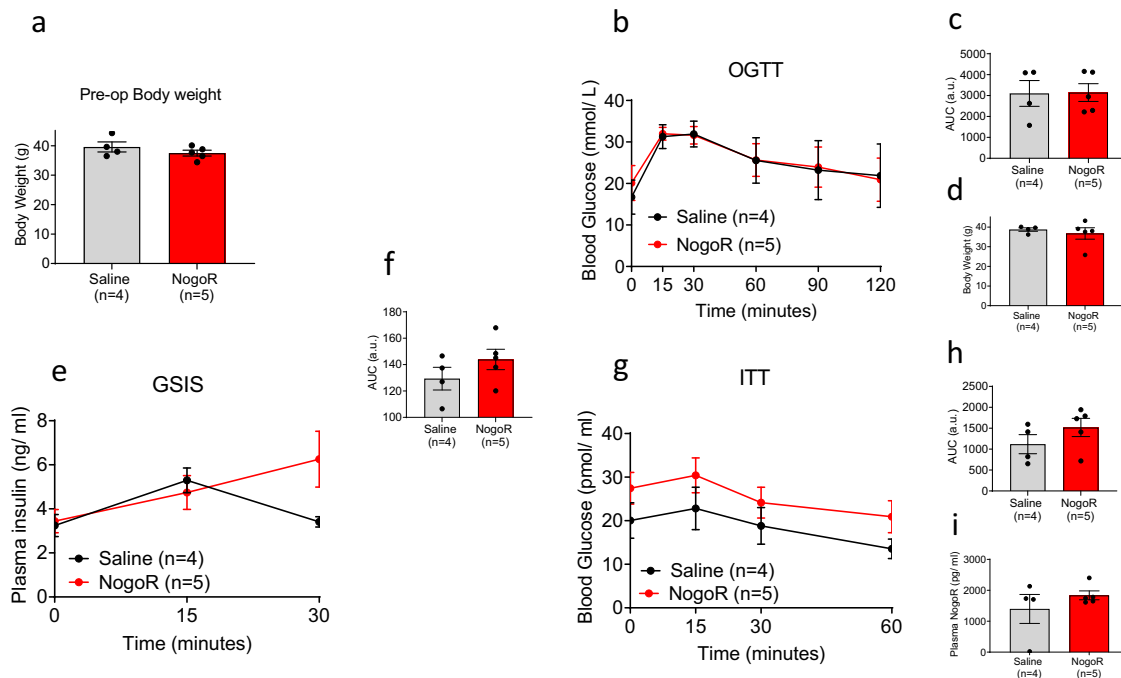 a
Pre-op Body weight
Body Weight (g)
40
30
20
10
0
Saline
(n=4)
NogoR
(n=5)
b
OGTT
Blood Glucose (mmol/ L)
40
30
20
10
0
Saline (n=4)
NogoR (n=5)
0
15
30
60
90
120
Time (minutes)
c
AUC (a.u.)
5000
4000
3000
2000
1000
0
Saline
(n=4)
NogoR
(n=5)
d
Body Weight (g)
40
30
20
10
0
Saline
(n=4)
NogoR
(n=5)
e
GSIS
Plasma insulin (ng/ ml)
8
6
4
2
0
Saline (n=4)
NogoR (n=5)
0
15
30
Time (minutes)
f
AUC (a.u.)
180
160
140
120
100
Saline
(n=4)
NogoR
(n=5)
g
ITT
Blood Glucose (pmol/ ml)
40
30
20
10
0
Saline (n=4)
NogoR (n=5)
0
15
30
60
Time (minutes)
h
AUC (a.u.)
2500
2000
1500
1000
500
0
Saline
(n=4)
NogoR
(n=5)
i
Plasma NogoR (pg/ ml)
3000
2000
1000
0
Saline
(n=4)
NogoR
(n=5)